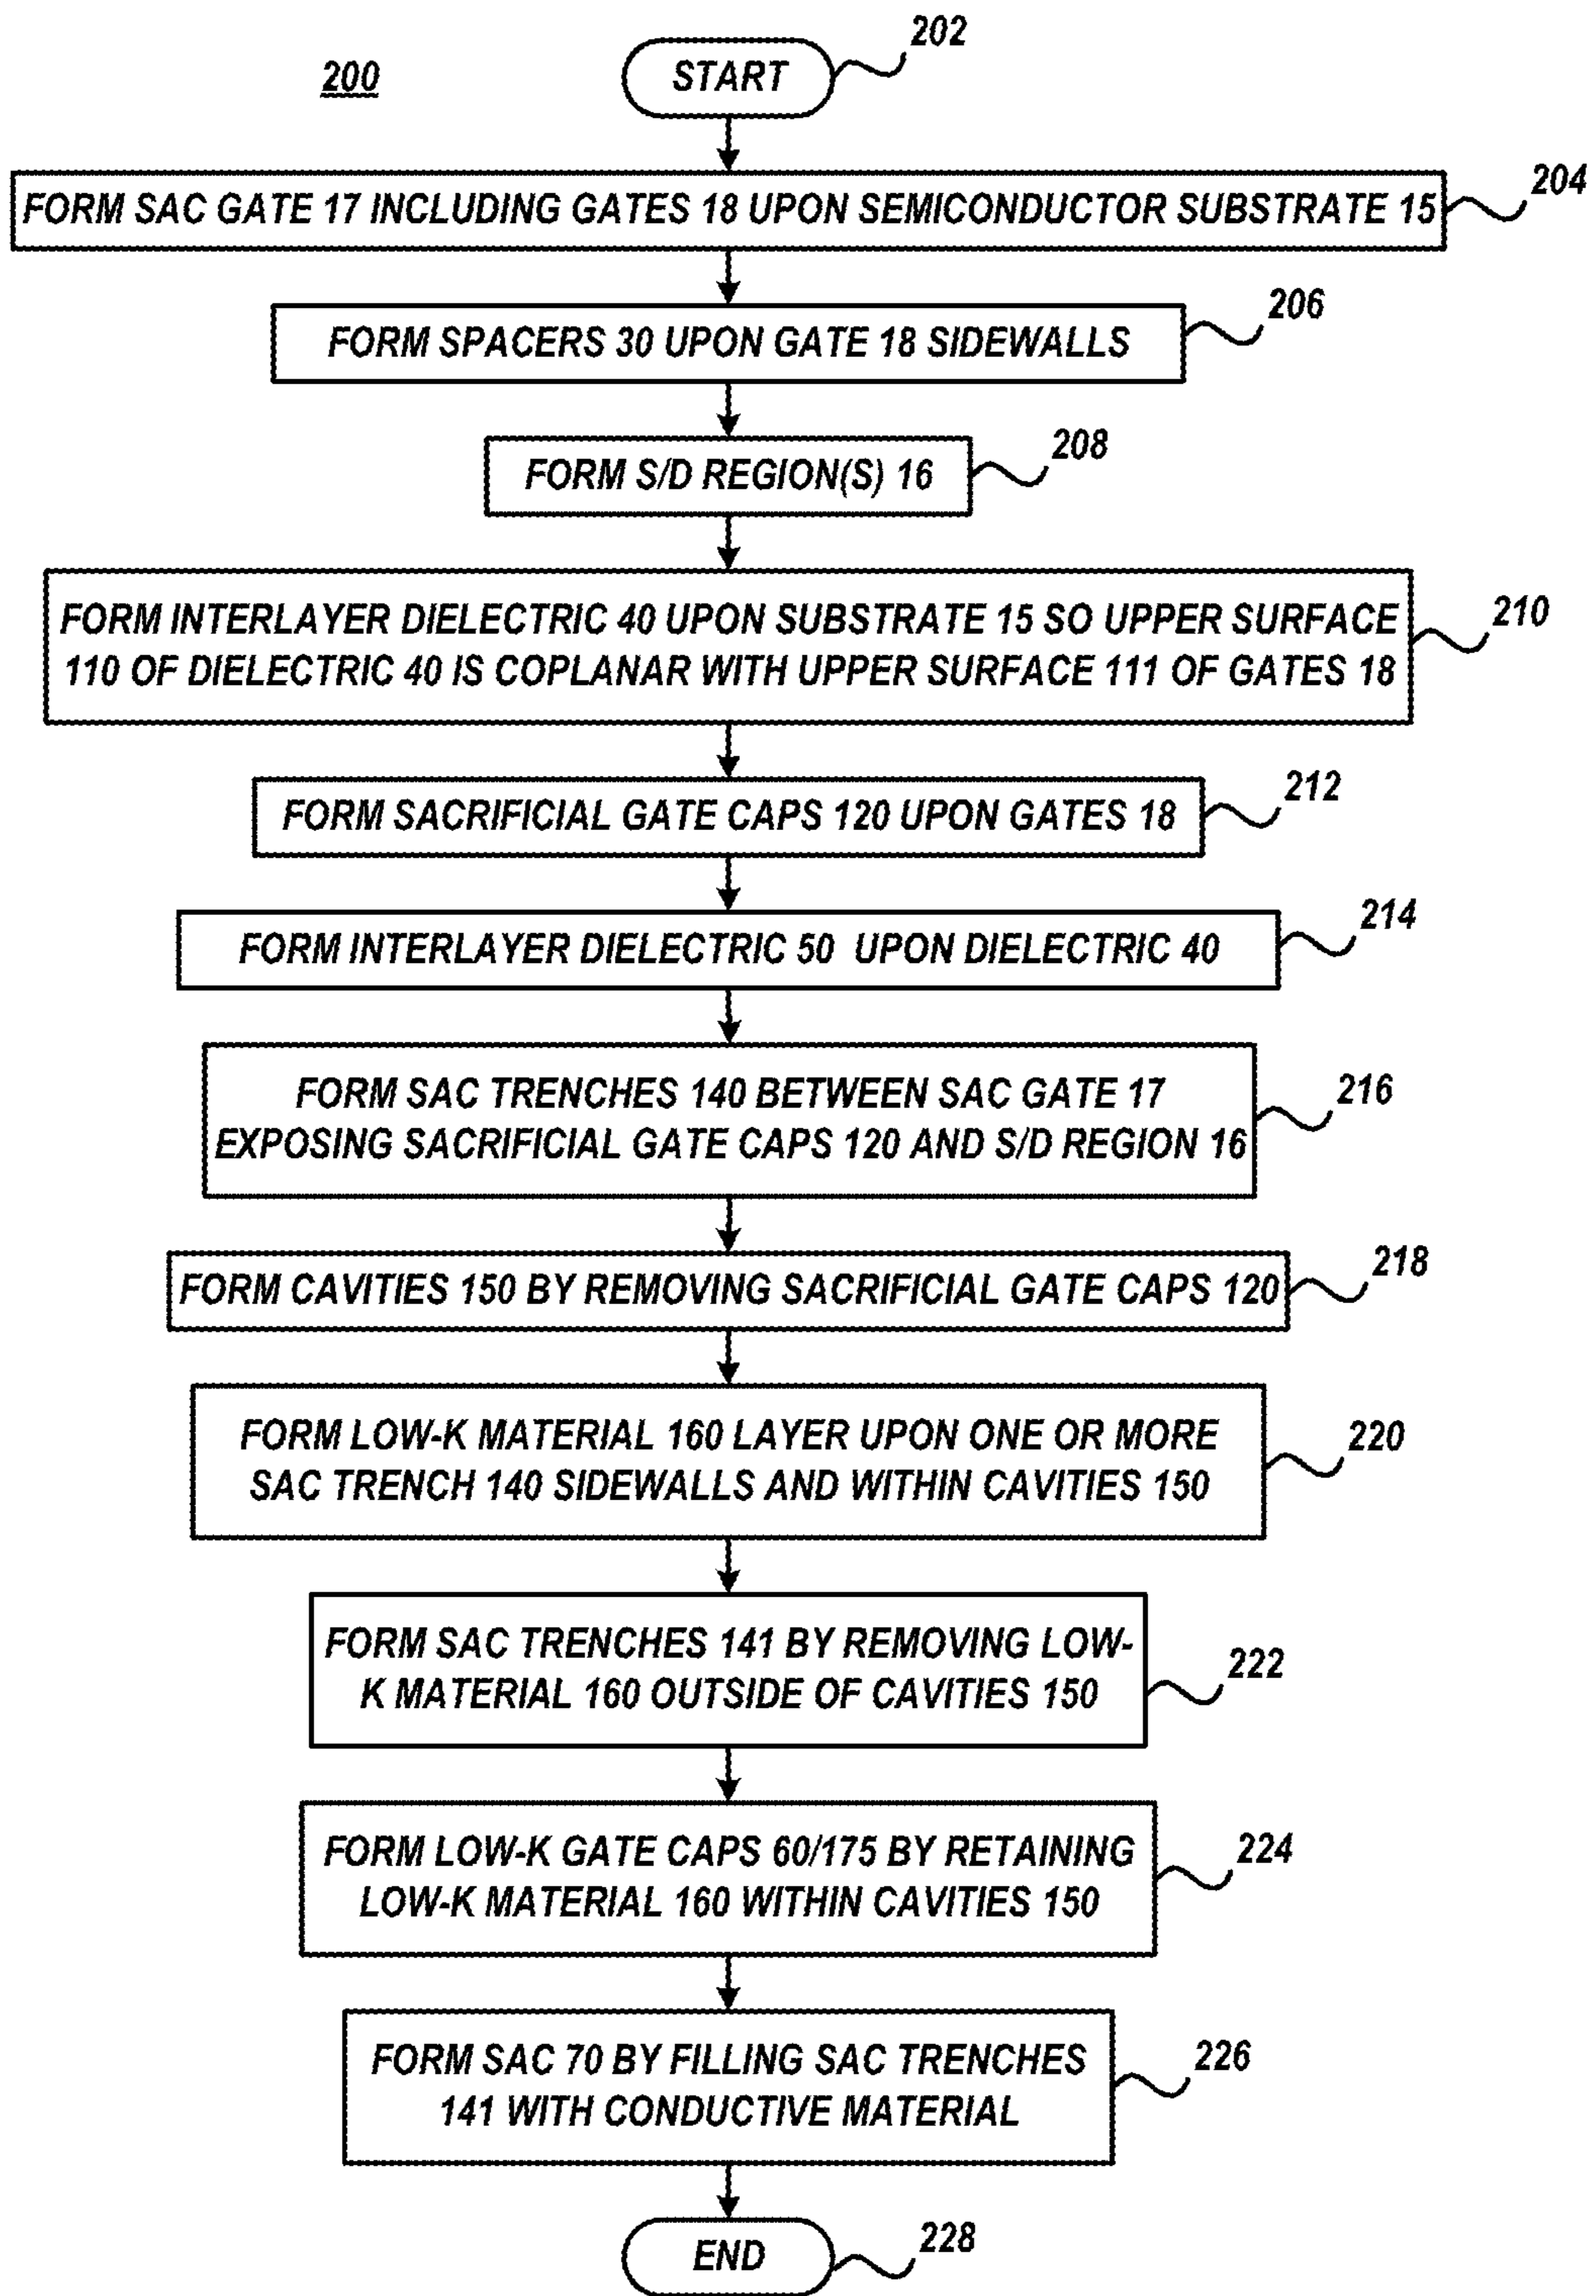 200
START
202
FORM SAC GATE 17 INCLUDING GATES 18 UPON SEMICONDUCTOR SUBSTRATE 15
204
FORM SPACERS 30 UPON GATE 18 SIDEWALLS
206
FORM S/D REGION(S) 16
208
FORM INTERLAYER DIELECTRIC 40 UPON SUBSTRATE 15 SO UPPER SURFACE
110 OF DIELECTRIC 40 IS COPLANAR WITH UPPER SURFACE 111 OF GATES 18
210
FORM SACRIFICIAL GATE CAPS 120 UPON GATES 18
212
FORM INTERLAYER DIELECTRIC 50 UPON DIELECTRIC 40
214
FORM SAC TRENCHES 140 BETWEEN SAC GATE 17
EXPOSING SACRIFICIAL GATE CAPS 120 AND S/D REGION 16
216
FORM CAVITIES 150 BY REMOVING SACRIFICIAL GATE CAPS 120
218
FORM LOW-K MATERIAL 160 LAYER UPON ONE OR MORE
SAC TRENCH 140 SIDEWALLS AND WITHIN CAVITIES 150
220
FORM SAC TRENCHES 141 BY REMOVING LOW-
K MATERIAL 160 OUTSIDE OF CAVITIES 150
222
FORM LOW-K GATE CAPS 60/175 BY RETAINING
LOW-K MATERIAL 160 WITHIN CAVITIES 150
224
FORM SAC 70 BY FILLING SAC TRENCHES
141 WITH CONDUCTIVE MATERIAL
226
END
228